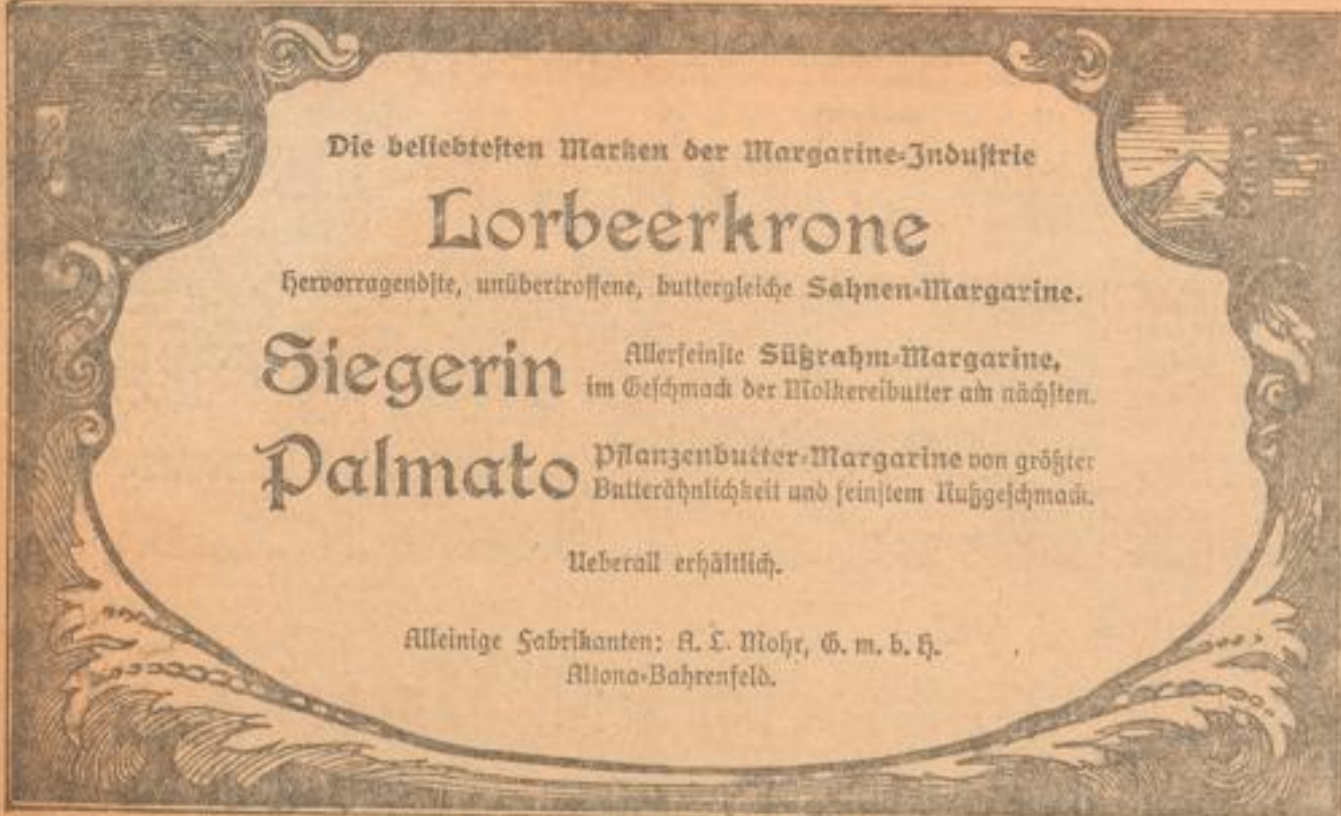 Die beliebtesten Marken der Margarine-Industrie
Lorbeerkrone
Hervorragendste, unübertroffene, buttergleiche Sahnen-Margarine.
Siegerin
Allerfeinste Süßrahm-Margarine,
im Geschmack der Molkereibutter am nächsten.
Palmato
Pflanzenbutter-Margarine von größter
Butterähnlichkeit und feinstem Nußgeschmack.
Ueberall erhältlich.
Alleinige Fabrikanten: A. L. Mohr, G. m. b. H.
Altona-Bahrenfeld.